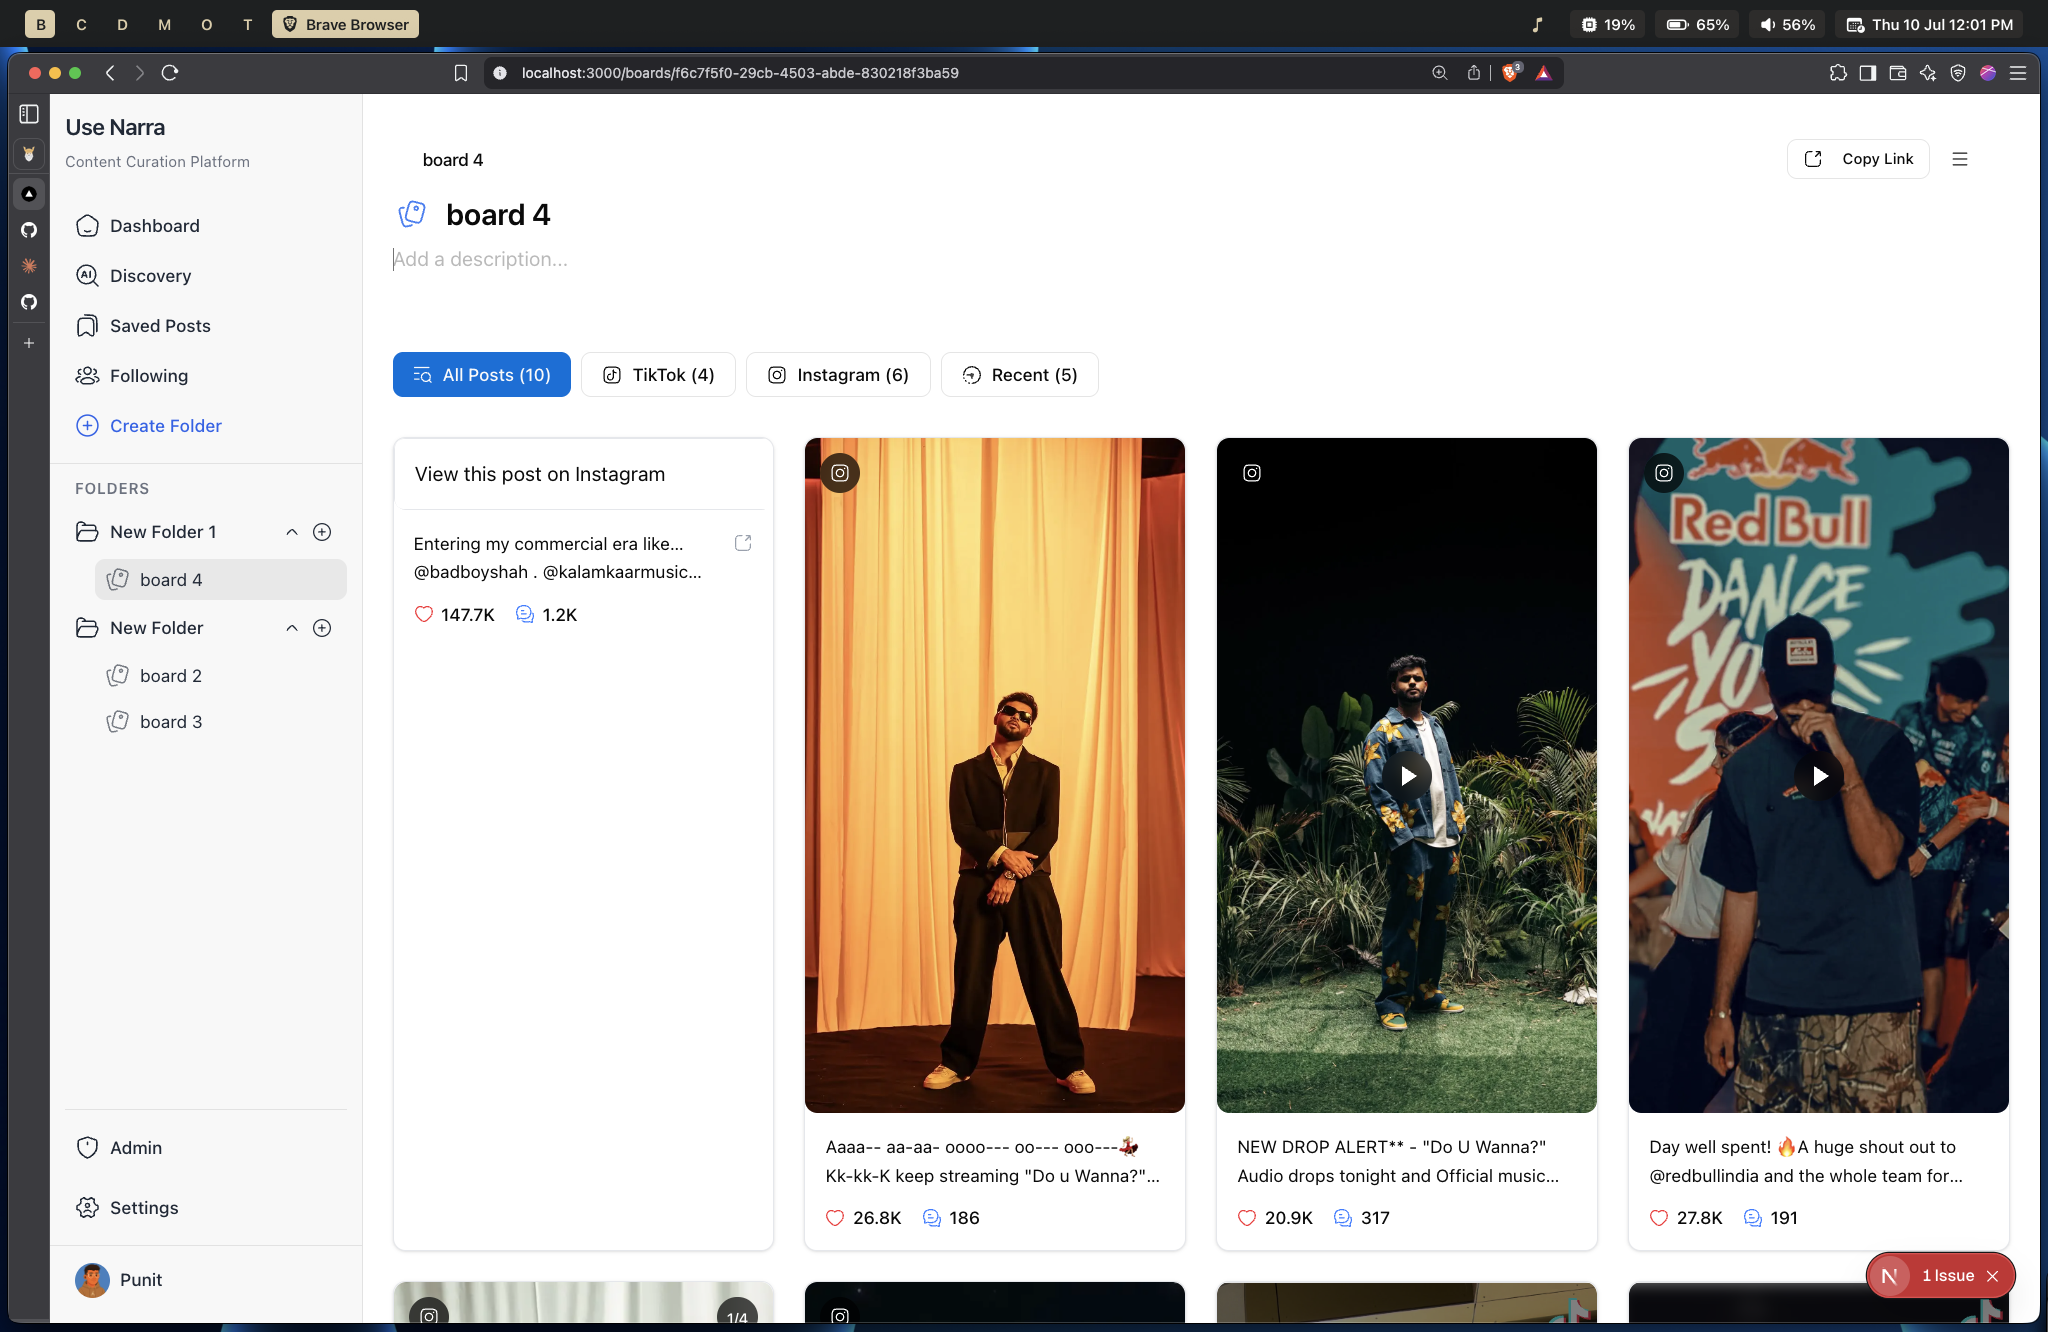 B C D M O T Brave Browser
19% 65% 56% Thu 10 Jul 12:01 PM
localhost:3000/boards/f6c7f5f0-29cb-4503-abde-830218f3ba59
3
Use Narra
Content Curation Platform
Dashboard
Discovery
Saved Posts
Following
Create Folder
FOLDERS
New Folder 1
board 4
New Folder
board 2
board 3
Admin
Settings
Punit
board 4
Copy Link
board 4
Add a description...
All Posts (10)
TikTok (4)
Instagram (6)
Recent (5)
View this post on Instagram
Entering my commercial era like...
@badboyshah . @kalamkaarmusic...
147.7K 1.2K
Aaaa-- aa-aa- oooo--- oo--- ooo---💃
Kk-kk-K keep streaming "Do u Wanna?"...
26.8K 186
NEW DROP ALERT** - "Do U Wanna?"
Audio drops tonight and Official music...
20.9K 317
Red Bull
DANCE
YO
S
Day well spent! 🔥A huge shout out to
@redbullindia and the whole team for...
27.8K 191
1/4
N 1 Issue